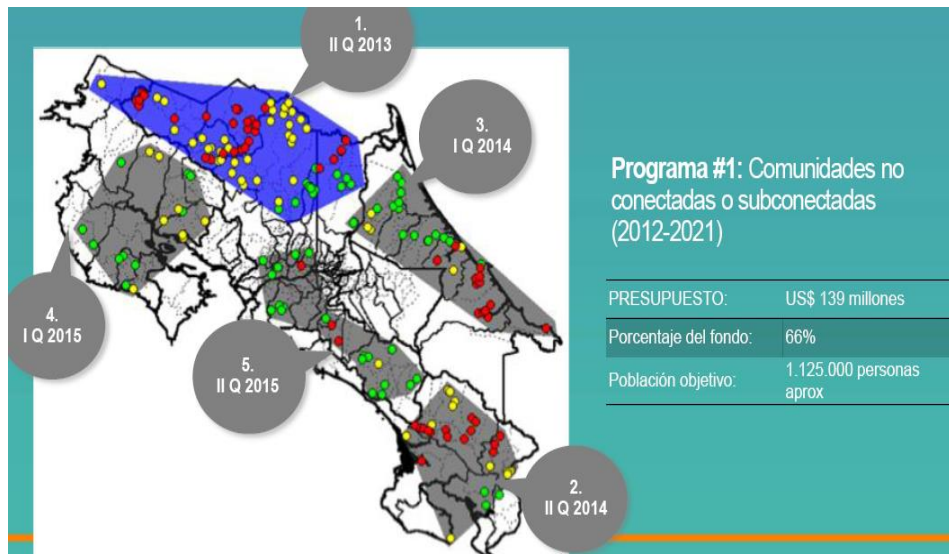 1.
II Q 2013
3.
I Q 2014
Programa #1: Comunidades no
conectadas o subconectadas
(2012-2021)
PRESUPUESTO: US$ 139 millones
Porcentaje del fondo: 66%
Población objetivo: 1.125.000 personas
aprox
4.
I Q 2015
5.
II Q 2015
2.
II Q 2014